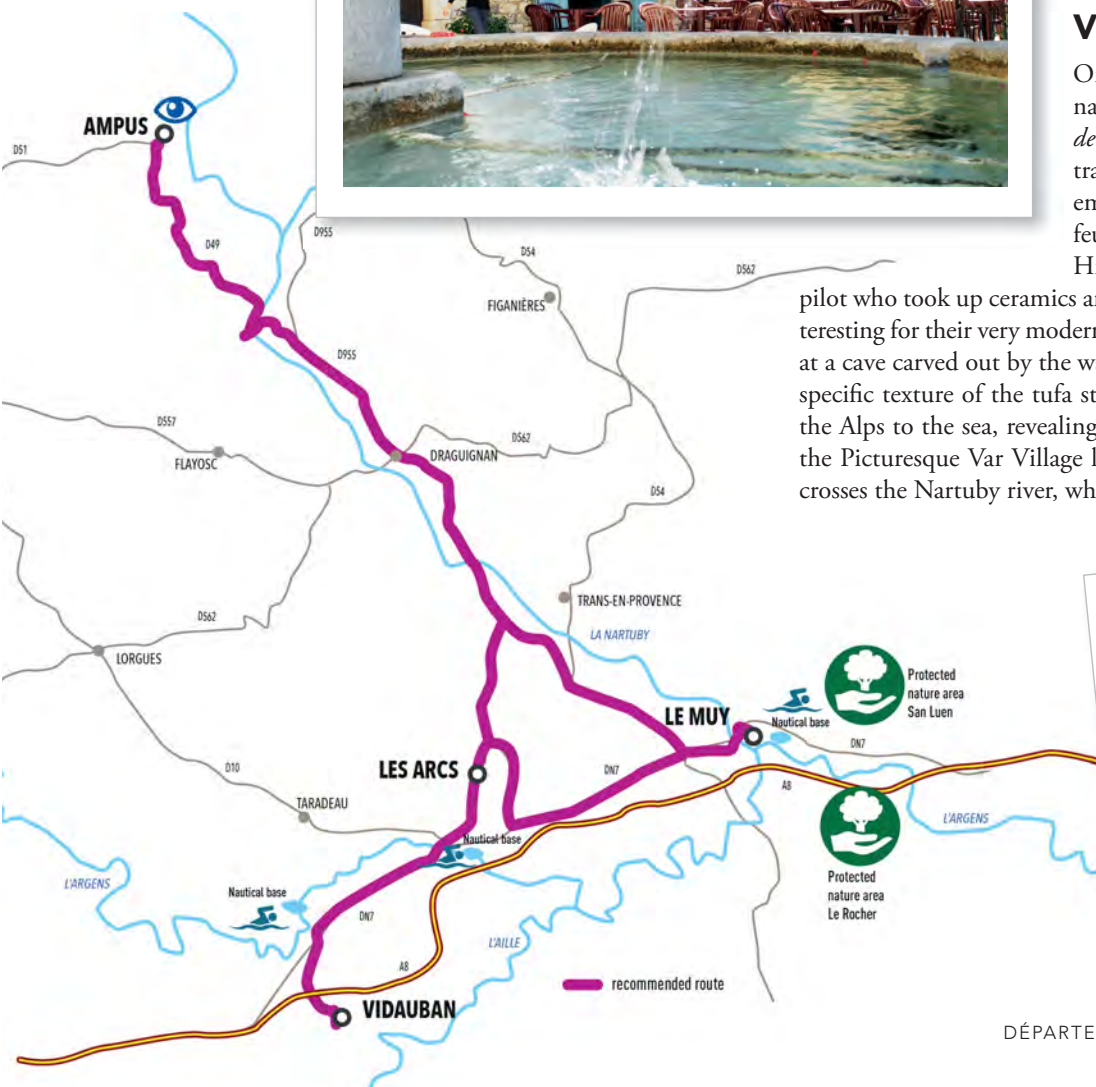 V
O
na
de
tra
em
feu
H
pilot who took up ceramics a
teresting for their very modern
at a cave carved out by the w
specific texture of the tufa st
the Alps to the sea, revealing
the Picturesque Var Village l
crosses the Nartuby river, wh
AMPUS
D51
D49
D955
D54
FIGANIÈRES
D562
D955
D557
FLAYOSC
DRAGUIGNAN
D562
D54
TRANS-EN-PROVENCE
LA NARTUBY
D562
LORGUES
Protected
nature area
San Luen
LE MUY
Nautical base
DN7
LES ARCS
D10
DN7
A8
TARADEAU
Nautical base
L'ARGENS
Protected
nature area
Le Rocher
L'ARGENS
Nautical base
DN7
L'AILLE
A8
recommended route
VIDAUBAN
DÉPARTE